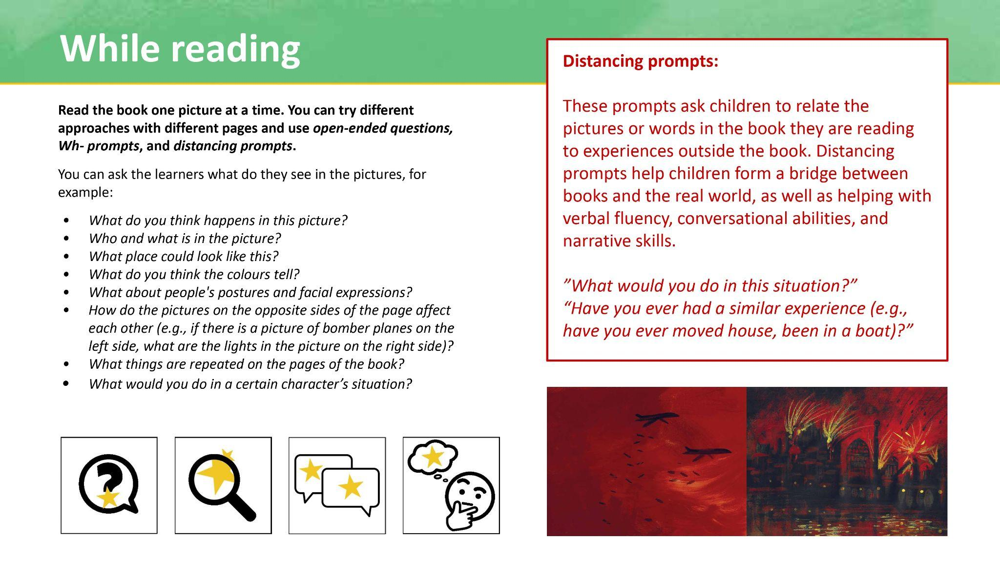 While reading
Read the book one picture at a time. You can try different
approaches with different pages and use open-ended questions,
Wh- prompts, and distancing prompts.
You can ask the learners what do they see in the pictures, for
example:
• What do you think happens in this picture?
• Who and what is in the picture?
• What place could look like this?
• What do you think the colours tell?
• What about people's postures and facial expressions?
• How do the pictures on the opposite sides of the page affect
each other (e.g., if there is a picture of bomber planes on the
left side, what are the lights in the picture on the right side)?
• What things are repeated on the pages of the book?
• What would you do in a certain character’s situation?
Distancing prompts:
These prompts ask children to relate the
pictures or words in the book they are reading
to experiences outside the book. Distancing
prompts help children form a bridge between
books and the real world, as well as helping with
verbal fluency, conversational abilities, and
narrative skills.
”What would you do in this situation?”
“Have you ever had a similar experience (e.g.,
have you ever moved house, been in a boat)?”
?